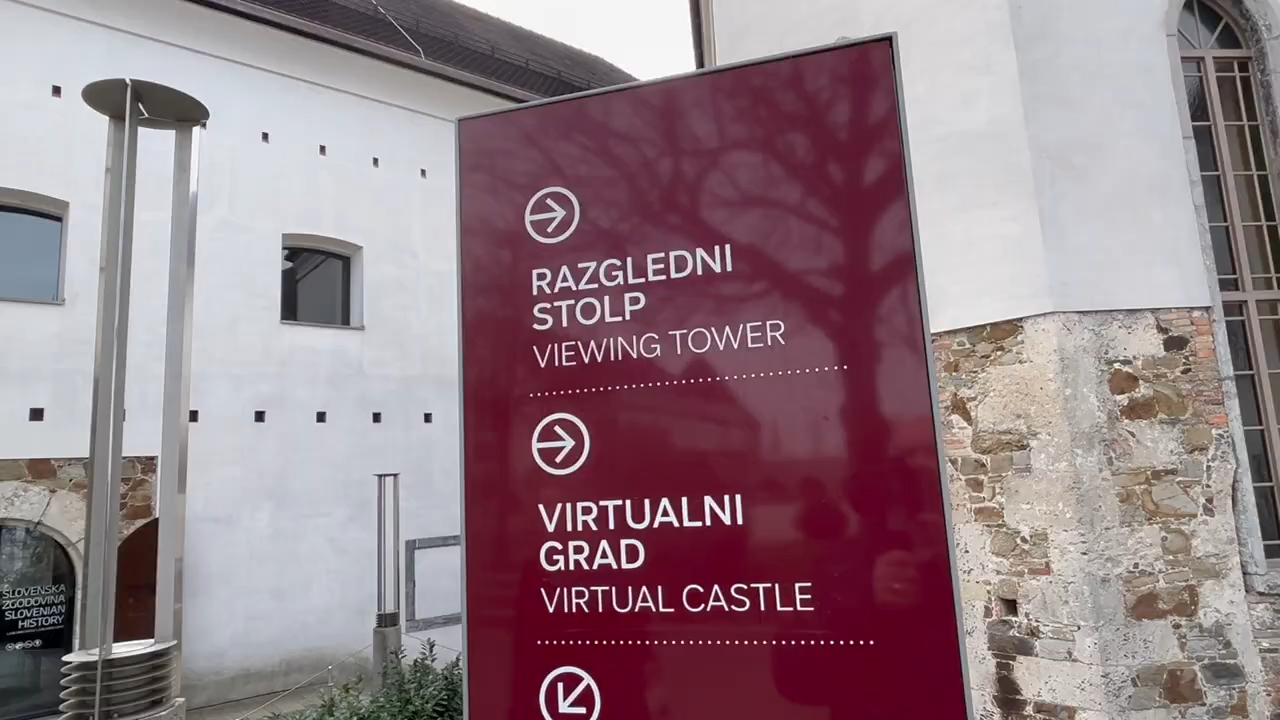 RAZGLEDNI
STOLP
VIEWING TOWER
VIRTUALNI
GRAD
VIRTUAL CASTLE
SLOVENSKA
ZGODOVINA
SLOVENIAN
HISTORY